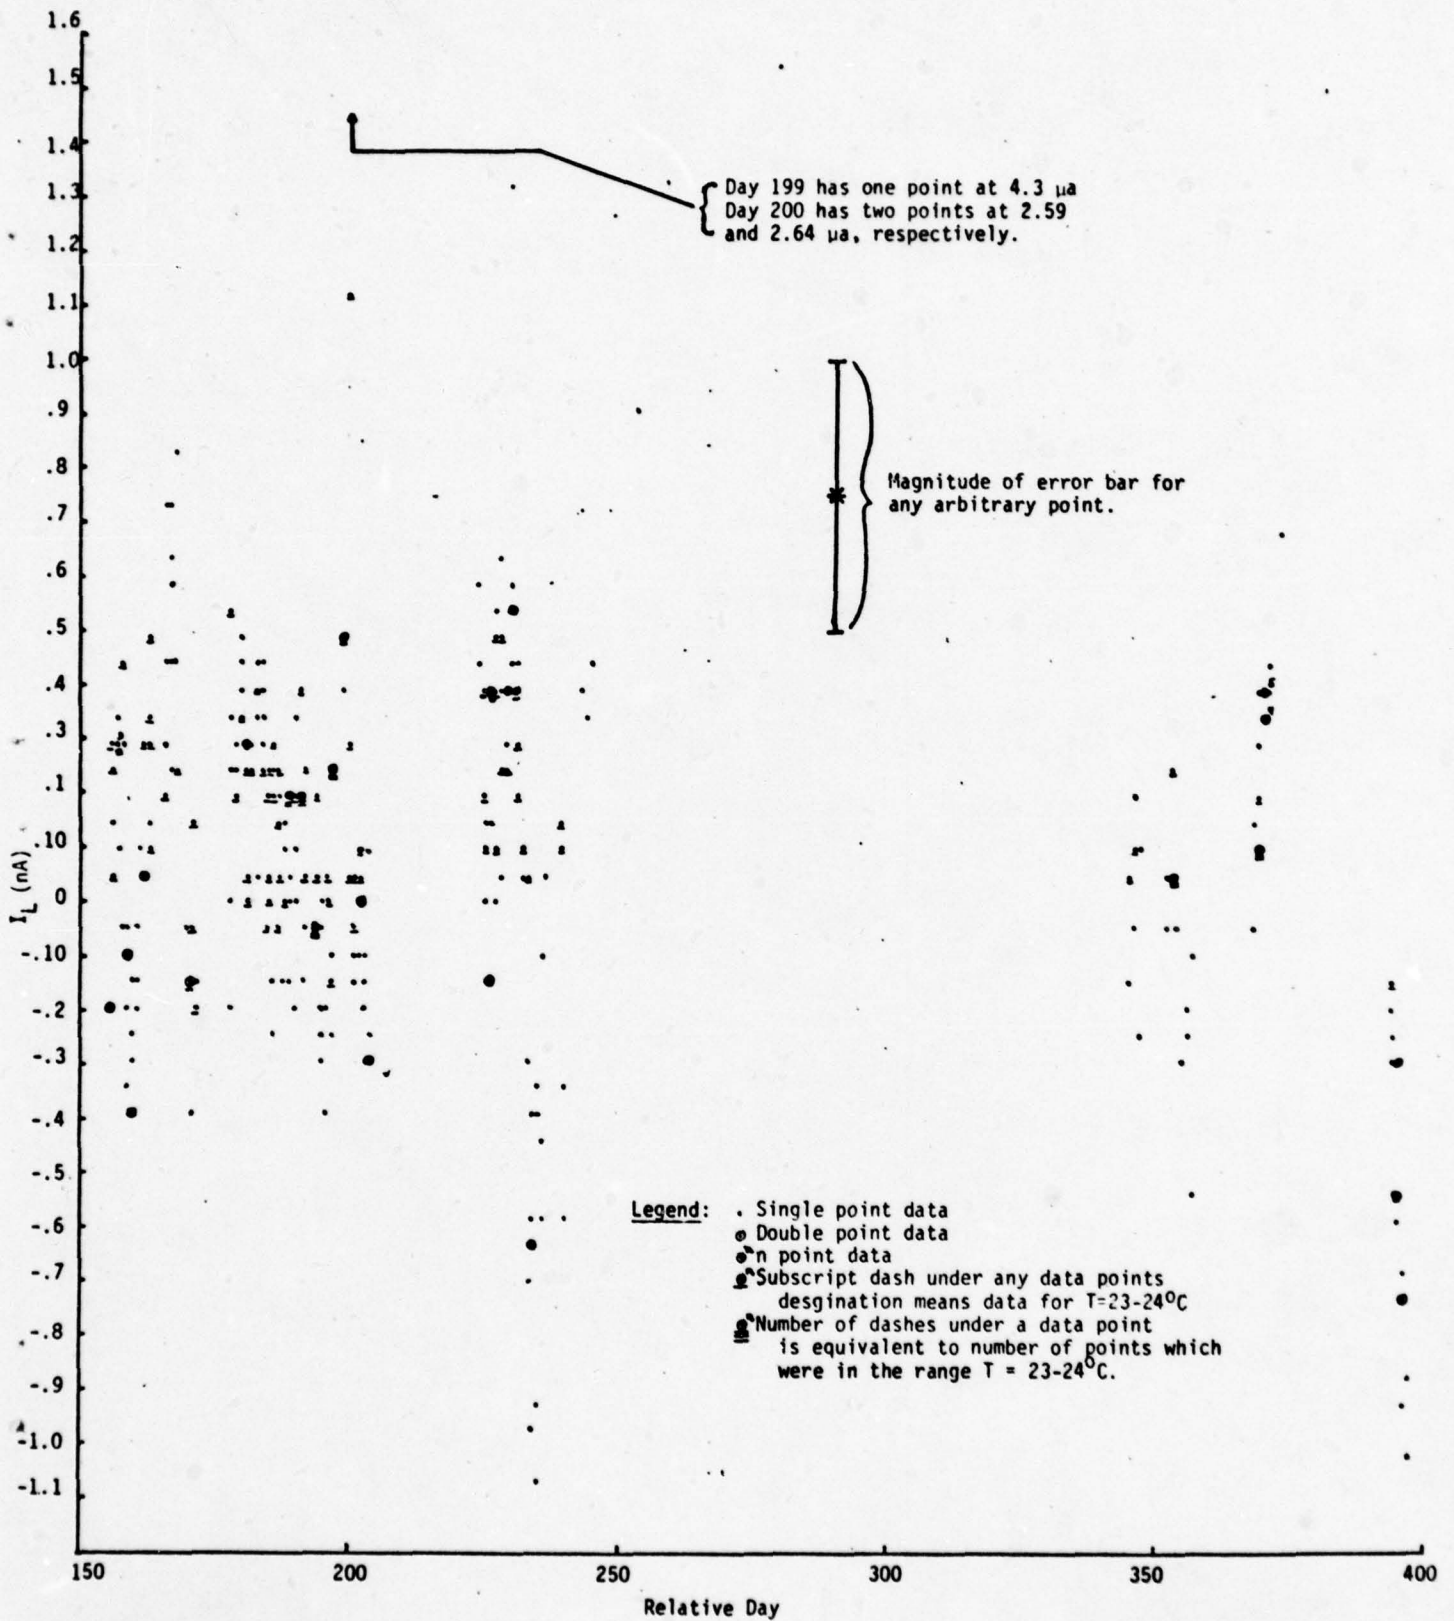 1.6
1.5
1.4
1.3
1.2
1.1
1.0
.9
.8
.7
.6
.5
.4
.3
.1
.10
0
-.10
-.2
-.3
-.4
-.5
-.6
-.7
-.8
-.9
-1.0
-1.1
I_L (nA)
Day 199 has one point at 4.3 μa
Day 200 has two points at 2.59
and 2.64 μa, respectively.
Magnitude of error bar for
any arbitrary point.
Legend: . Single point data
Double point data
n point data
Subscript dash under any data points
desgination means data for T=23-24°C
Number of dashes under a data point
is equivalent to number of points which
were in the range T = 23-24°C.
150 200 250 300 350 400
Relative Day